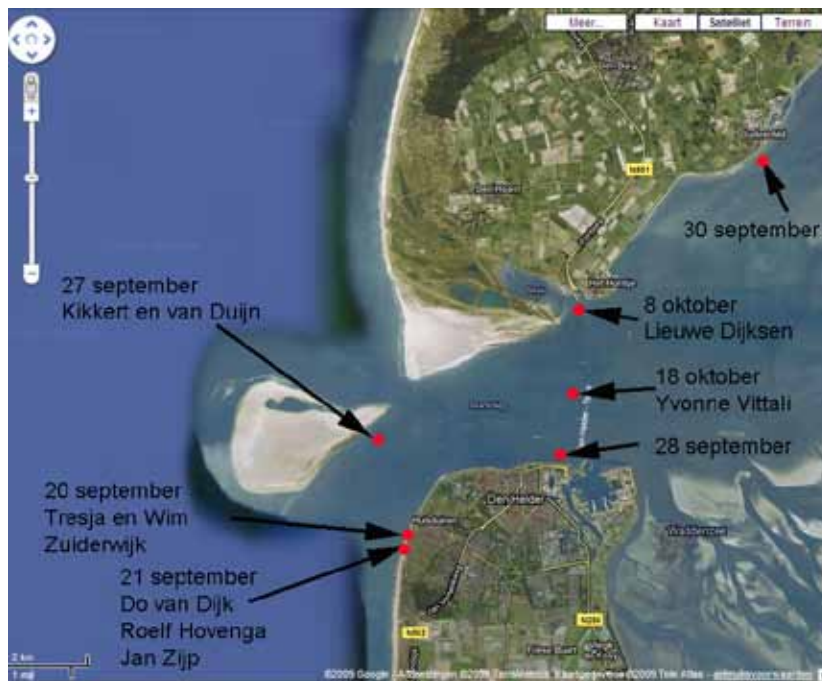 Meer...
Kaart
Satelliet
Terrein
N501
30 september
27 september
Kikkert en van Duijn
8 oktober
Lieuwe Dijksen
18 oktober
Yvonne Vittali
28 september
20 september
Tresja en Wim
Zuiderwijk
Den Helder
Huisduinen
Waddenzee
21 september
Do van Dijk
Roelf Hovenga
Jan Zijp
N250
2 km
1 mijl